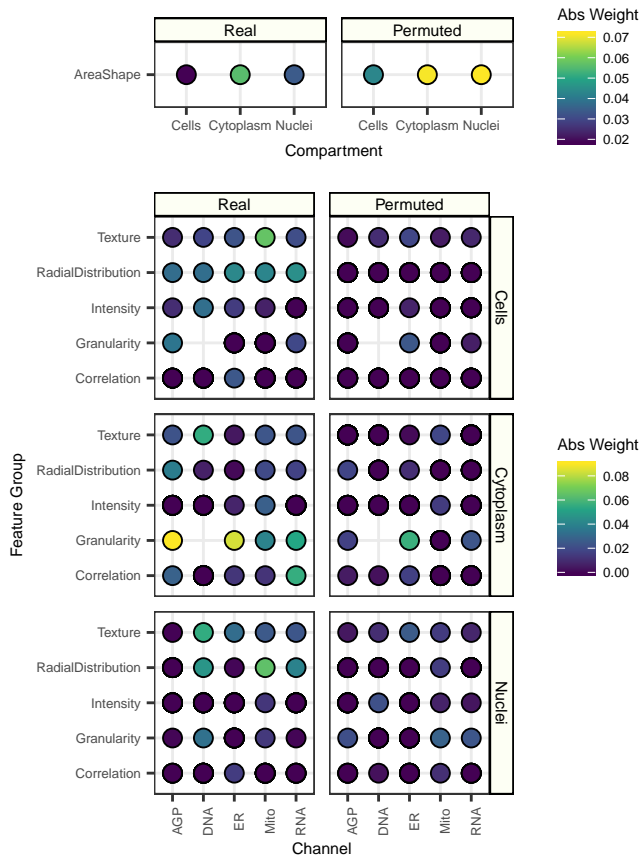 Abs Weight
Real
Permuted
0.07
0.06
0.05
0.04
0.03
0.02
AreaShape
Cells Cytoplasm Nuclei
Cells Cytoplasm Nuclei
Compartment
Real
Permuted
Texture
RadialDistribution
Intensity
Granularity
Correlation
Cells
Texture
RadialDistribution
Intensity
Granularity
Correlation
Cytoplasm
Feature Group
Abs Weight
0.08
0.06
0.04
0.02
0.00
Texture
RadialDistribution
Intensity
Granularity
Correlation
Nuclei
AGP DNA ER Mito RNA
AGP DNA ER Mito RNA
Channel